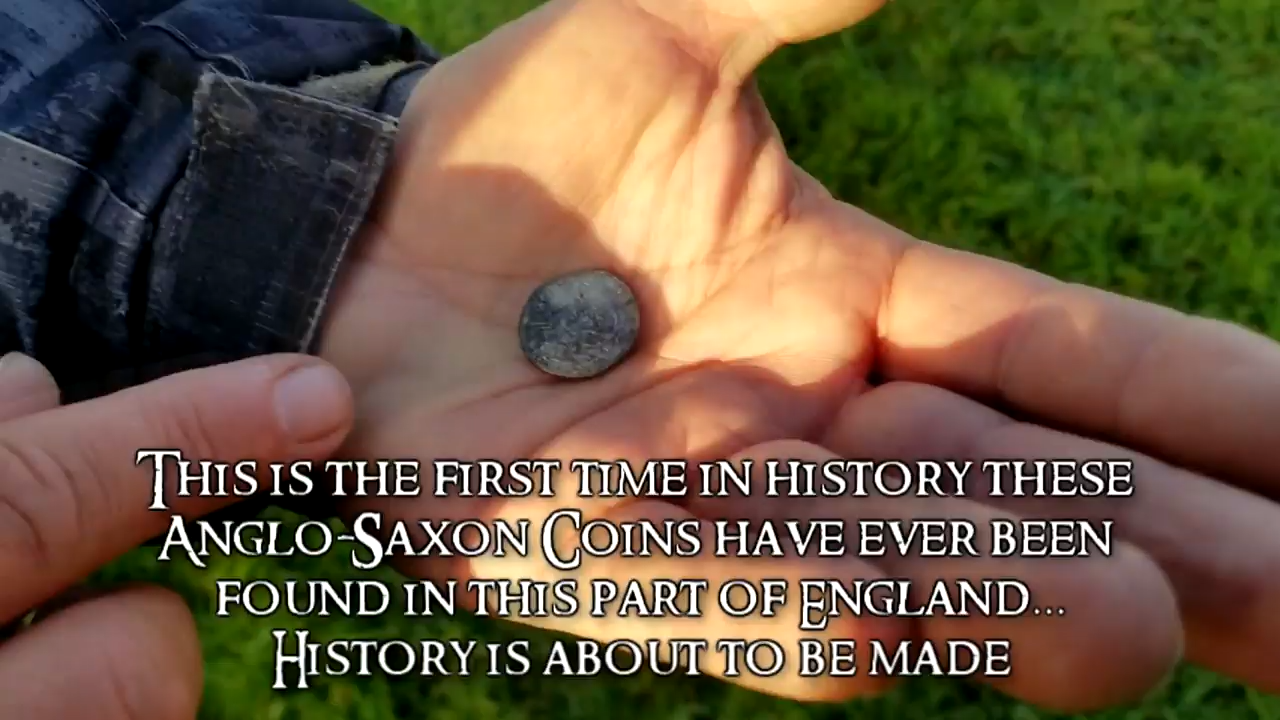 This is the first time in history these
Anglo-Saxon Coins have ever been
found in this part of England...
History is about to be made